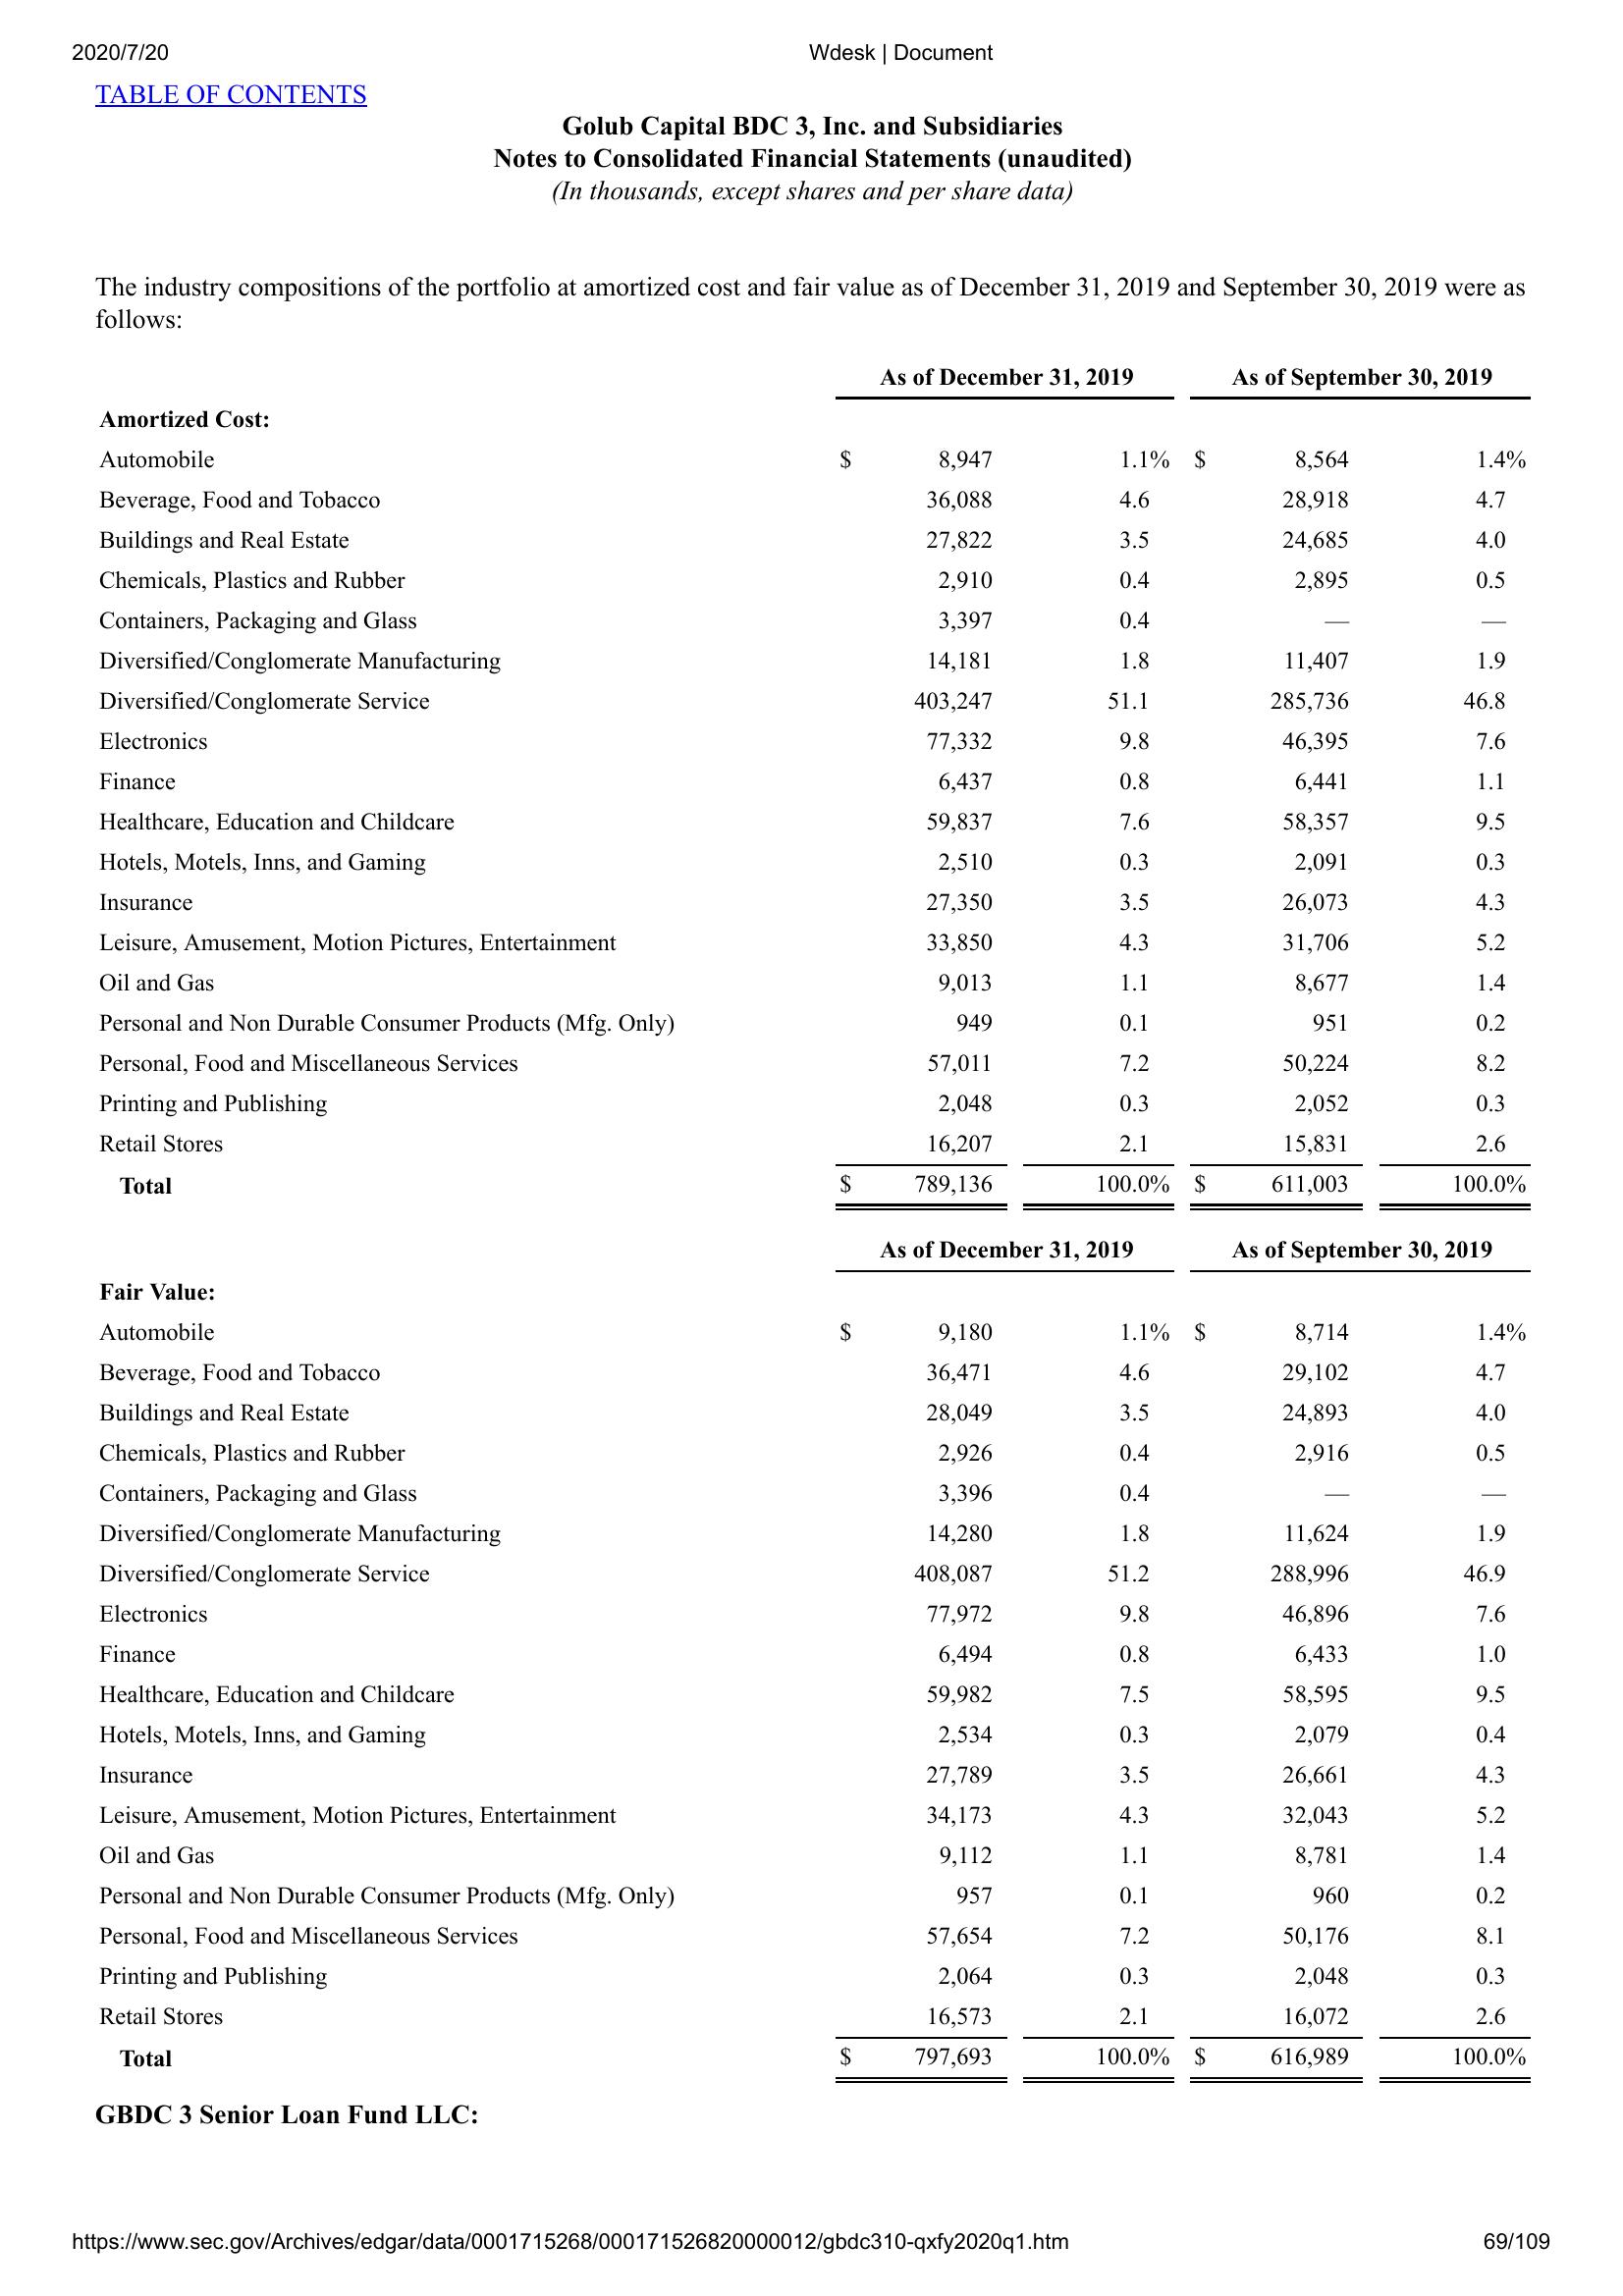 2020/7/20 Wdesk | Document
TABLE OF CONTENTS
Golub Capital BDC 3, Inc. and Subsidiaries
Notes to Consolidated Financial Statements (unaudited)
(In thousands, except shares and per share data)
The industry compositions of the portfolio at amortized cost and fair value as of December 31, 2019 and September 30, 2019 were as
follows:
As of December 31, 2019 As of September 30, 2019
Amortized Cost:
Automobile $ 8,947 1.1% $ 8,564 1.4%
Beverage, Food and Tobacco 36,088 4.6 28,918 4.7
Buildings and Real Estate 27,822 3.5 24,685 4.0
Chemicals, Plastics and Rubber 2,910 0.4 2,895 0.5
Containers, Packaging and Glass 3,397 0.4 — —
Diversified/Conglomerate Manufacturing 14,181 1.8 11,407 1.9
Diversified/Conglomerate Service 403,247 51.1 285,736 46.8
Electronics 77,332 9.8 46,395 7.6
Finance 6,437 0.8 6,441 1.1
Healthcare, Education and Childcare 59,837 7.6 58,357 9.5
Hotels, Motels, Inns, and Gaming 2,510 0.3 2,091 0.3
Insurance 27,350 3.5 26,073 4.3
Leisure, Amusement, Motion Pictures, Entertainment 33,850 4.3 31,706 5.2
Oil and Gas 9,013 1.1 8,677 1.4
Personal and Non Durable Consumer Products (Mfg. Only) 949 0.1 951 0.2
Personal, Food and Miscellaneous Services 57,011 7.2 50,224 8.2
Printing and Publishing 2,048 0.3 2,052 0.3
Retail Stores 16,207 2.1 15,831 2.6
Total $ 789,136 100.0% $ 611,003 100.0%
As of December 31, 2019 As of September 30, 2019
Fair Value:
Automobile $ 9,180 1.1% $ 8,714 1.4%
Beverage, Food and Tobacco 36,471 4.6 29,102 4.7
Buildings and Real Estate 28,049 3.5 24,893 4.0
Chemicals, Plastics and Rubber 2,926 0.4 2,916 0.5
Containers, Packaging and Glass 3,396 0.4 — —
Diversified/Conglomerate Manufacturing 14,280 1.8 11,624 1.9
Diversified/Conglomerate Service 408,087 51.2 288,996 46.9
Electronics 77,972 9.8 46,896 7.6
Finance 6,494 0.8 6,433 1.0
Healthcare, Education and Childcare 59,982 7.5 58,595 9.5
Hotels, Motels, Inns, and Gaming 2,534 0.3 2,079 0.4
Insurance 27,789 3.5 26,661 4.3
Leisure, Amusement, Motion Pictures, Entertainment 34,173 4.3 32,043 5.2
Oil and Gas 9,112 1.1 8,781 1.4
Personal and Non Durable Consumer Products (Mfg. Only) 957 0.1 960 0.2
Personal, Food and Miscellaneous Services 57,654 7.2 50,176 8.1
Printing and Publishing 2,064 0.3 2,048 0.3
Retail Stores 16,573 2.1 16,072 2.6
Total $ 797,693 100.0% $ 616,989 100.0%
GBDC 3 Senior Loan Fund LLC:
https://www.sec.gov/Archives/edgar/data/0001715268/000171526820000012/gbdc310-qxfy2020q1.htm 69/109